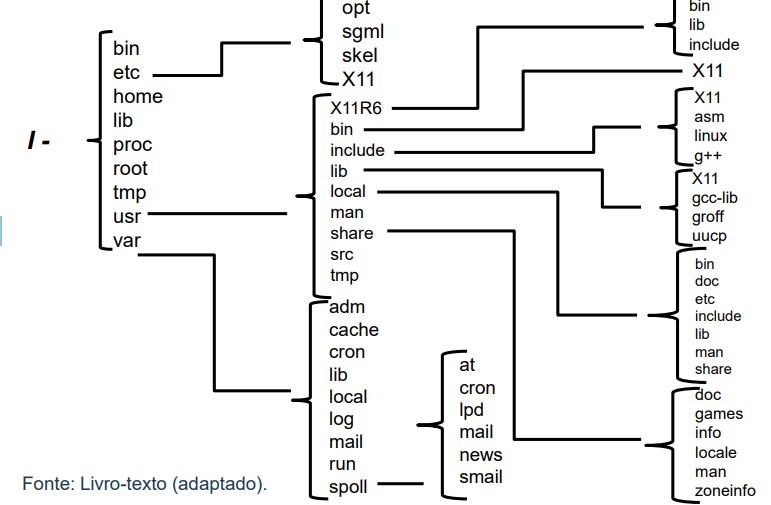 / -
bin
etc
home
lib
proc
root
tmp
usr
var
opt
sgml
skel
X11
X11R6
bin
include
lib
local
man
share
src
tmp
adm
cache
cron
lib
local
log
mail
run
spoll
at
cron
lpd
mail
news
smail
bin
lib
include
X11
X11
asm
linux
g++
X11
gcc-lib
groff
uucp
bin
doc
etc
include
lib
man
share
doc
games
info
locale
man
zoneinfo
Fonte: Livro-texto (adaptado).